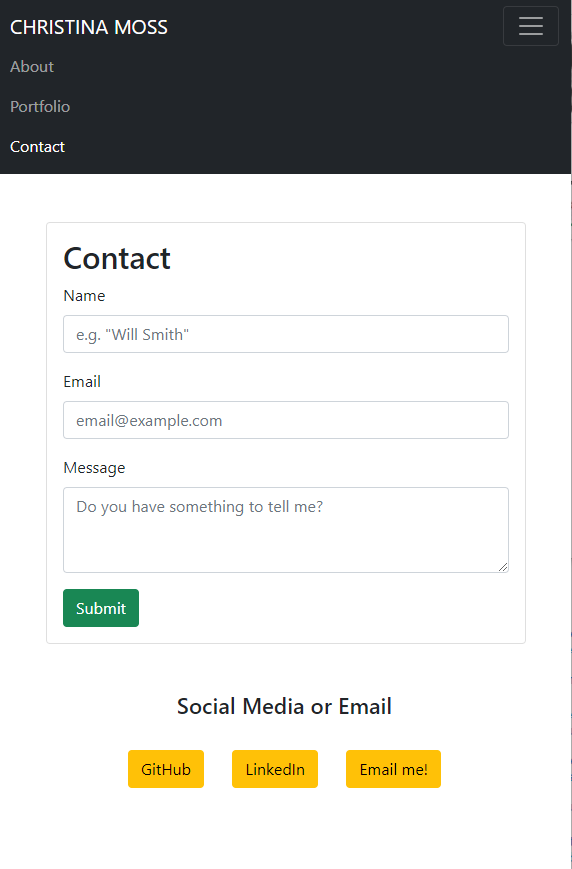 CHRISTINA MOSS
About
Portfolio
Contact
Contact
Name
e.g. "Will Smith"
Email
email@example.com
Message
Do you have something to tell me?
Submit
Social Media or Email
GitHub LinkedIn Email me!